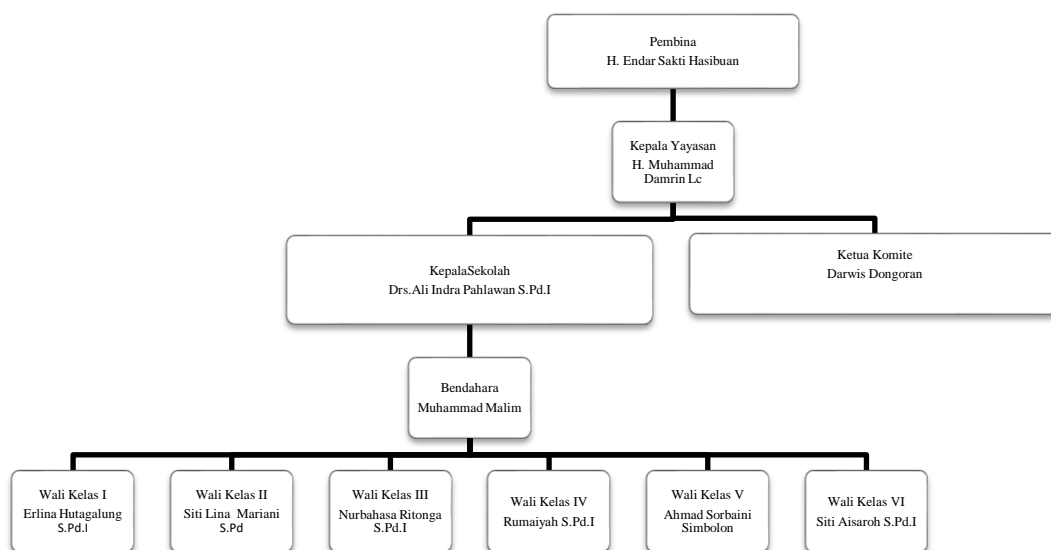 Pembina
H. Endar Sakti Hasibuan
Kepala Yayasan
H. Muhammad
Damrin Lc
KepalaSekolah
Drs.Ali Indra Pahlawan S.Pd.I
Ketua Komite
Darwis Dongoran
Bendahara
Muhammad Malim
Wali Kelas I
Erlina Hutagalung
S.Pd.I
Wali Kelas II
Siti Lina Mariani
S.Pd
Wali Kelas III
Nurbahasa Ritonga
S.Pd.I
Wali Kelas IV
Rumaiyah S.Pd.I
Wali Kelas V
Ahmad Sorbaini
Simbolon
Wali Kelas VI
Siti Aisaroh S.Pd.I